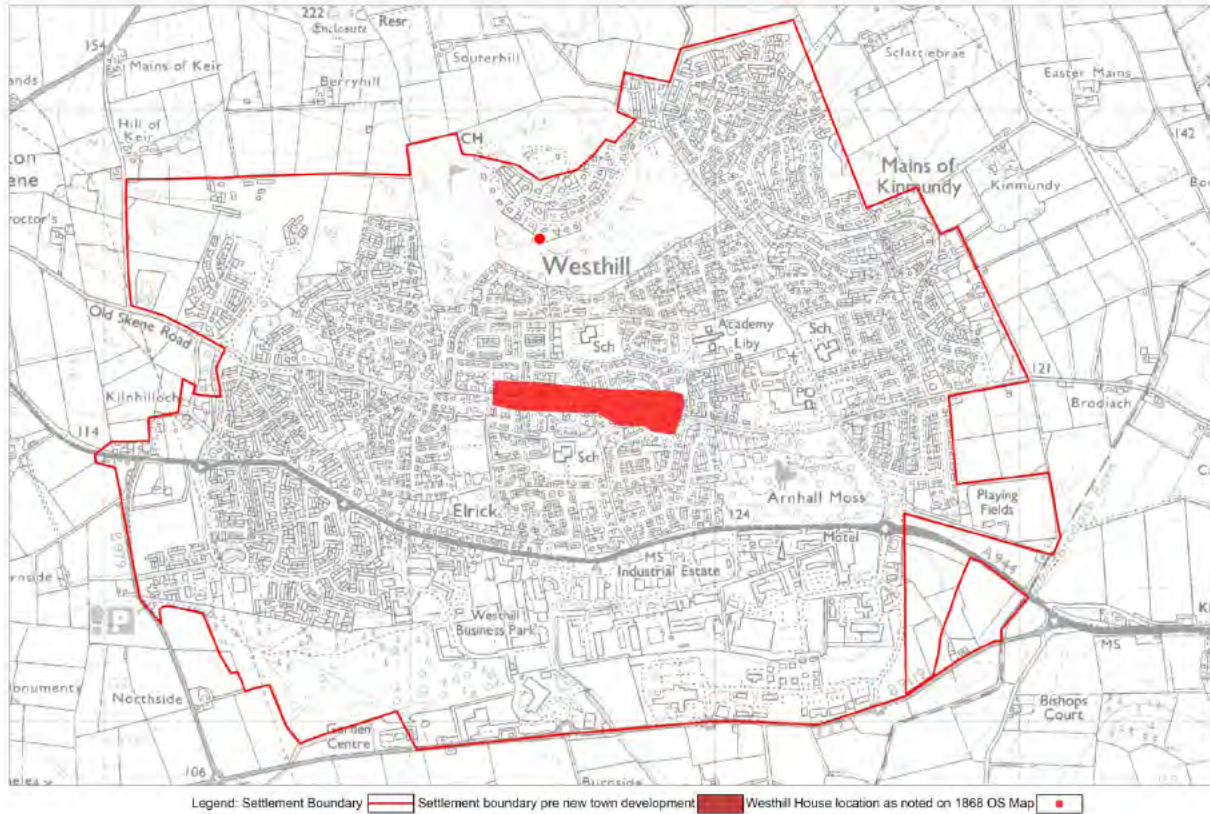 222
Enclosure
Resr
154
Mains of Keir
Berryhill
Souterhill
Sclattiebrae
Easter Mains
Hill of
Keir
CH
142
Mains of
Kinmundy
Kinmundy
Westhill
Old Skene Road
Sch
Academy
Liby
Sch
121
Kilnhilloch
PO
Brodiach
114
Sch
Arnhall Moss
Playing
Fields
Elrick
124
MS
Motel
Industrial Estate
A 944
Westhill
Business Park
MS
Northside
Bishops
Court
Garden
Centre
106
Burnside
Legend: Settlement Boundary Settlement boundary pre new town development Westhill House location as noted on 1868 OS Map